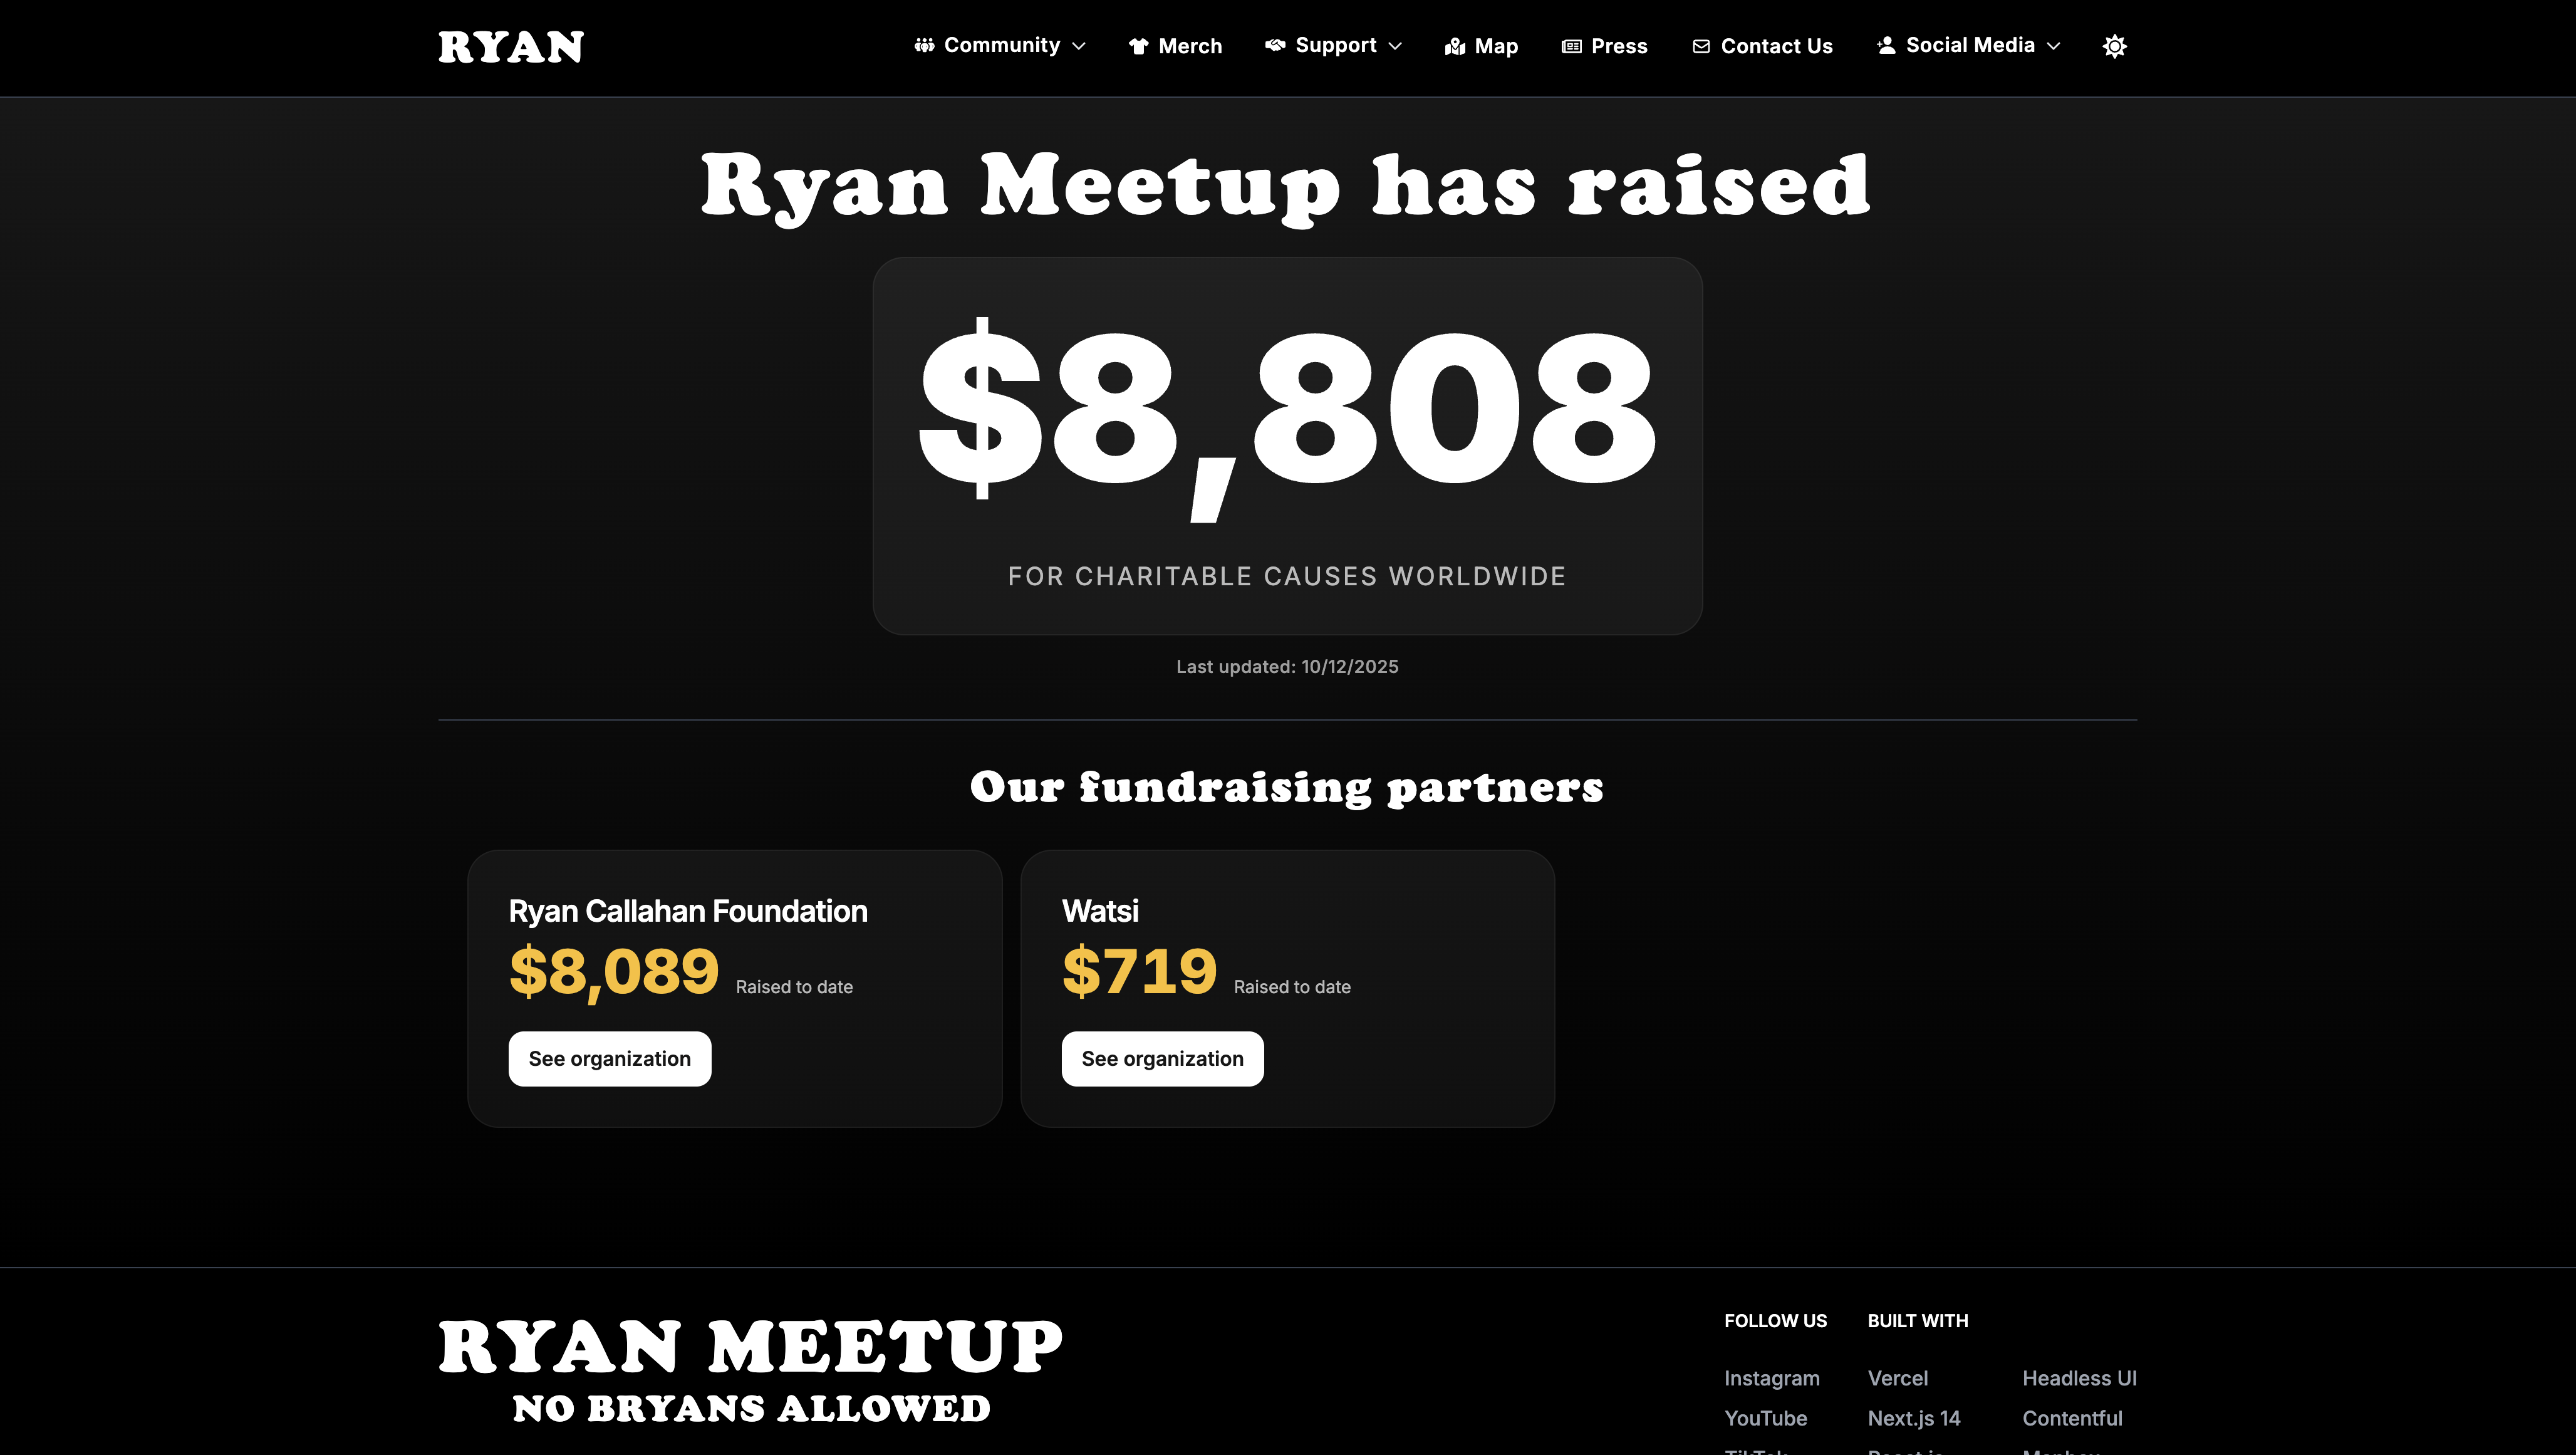 RYAN
Community
Merch
Support
Map
Press
Contact Us
Social Media
Ryan Meetup has raised
$8,808
FOR CHARITABLE CAUSES WORLDWIDE
Last updated: 10/12/2025
Our fundraising partners
Ryan Callahan Foundation
$8,089 Raised to date
See organization
Watsi
$719 Raised to date
See organization
RYAN MEETUP
NO BRYANS ALLOWED
FOLLOW US
Instagram
YouTube
BUILT WITH
Vercel
Next.js 14
Headless UI
Contentful